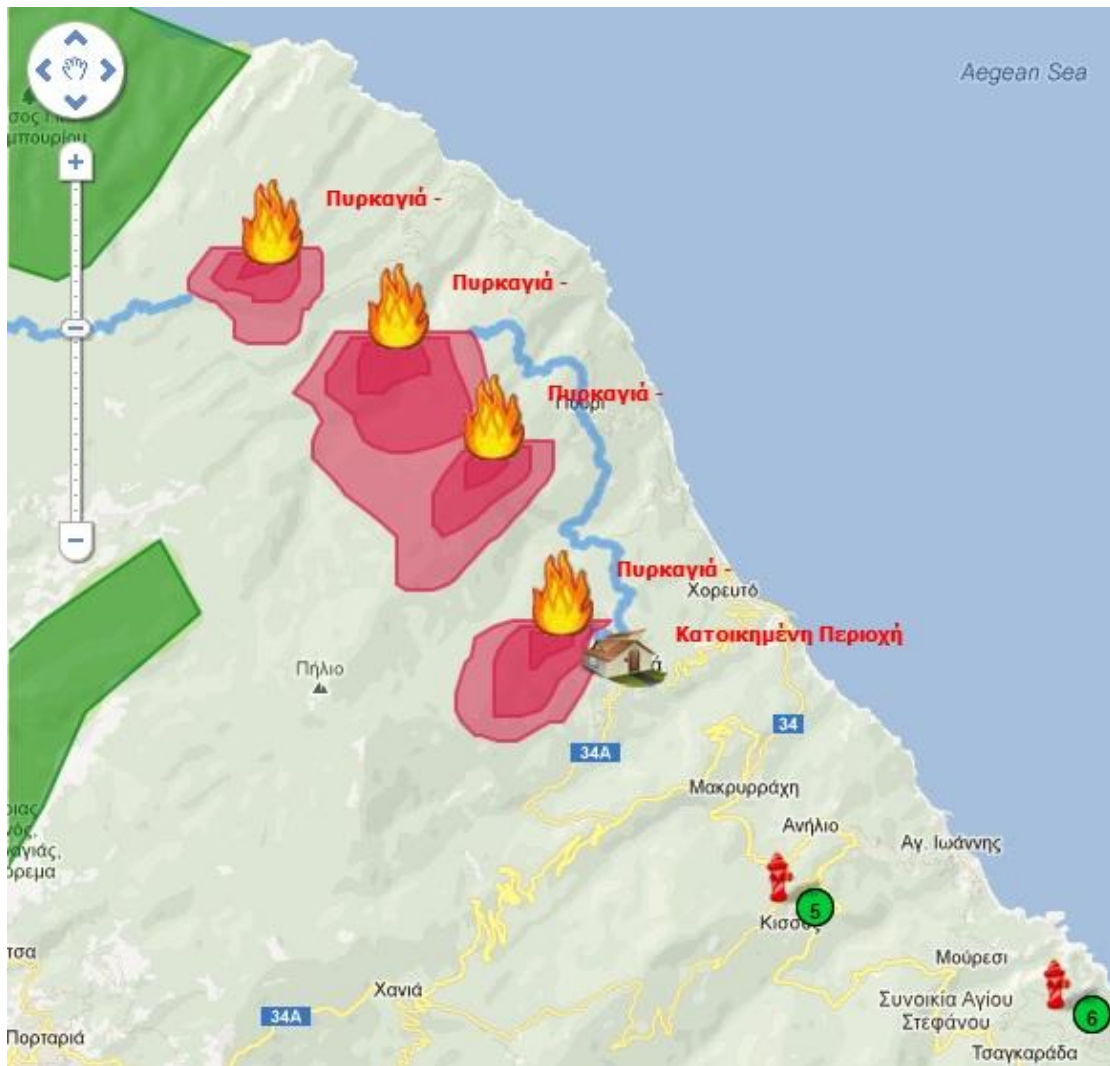 Aegean Sea
μπουρίου
Πυρκαγιά -
Πυρκαγιά -
Πυρκαγιά -
Πυρκαγιά -
Χορευτό
Κατοικημένη Περιοχή
Πήλιο
34
34A
Μακρυρράχη
Ανήλιο
Αγ. Ιωάννης
5
Κισσός
Μούρεσι
Χανιά
Συνοικία Αγίου
Στεφάνου
34A
6
Πορταριά
Τσαγκαράδα